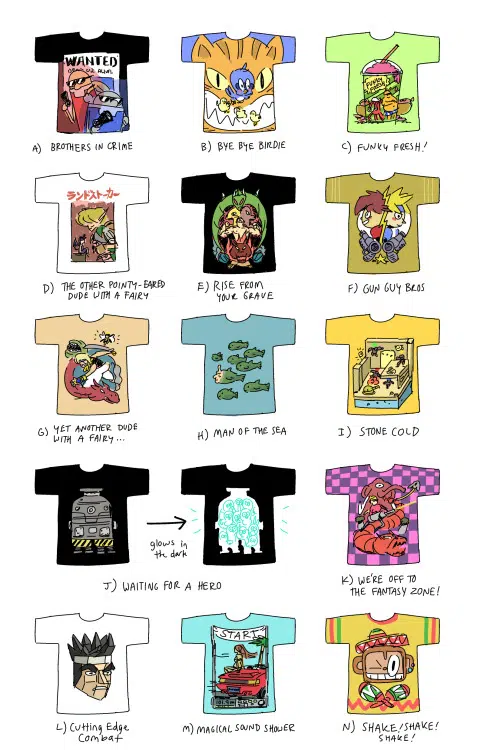 WANTED
A) BROTHERS IN CRIME
B) BYE BYE BIRDIE
FUNKY
FRESH
C) FUNKY FRESH!
ランドストーカー
D) THE OTHER POINTY-EARED
DUDE WITH A FAIRY
E) RISE FROM
YOUR GRAVE
F) GUN GUY BROS
G) YET ANOTHER DUDE
WITH A FAIRY...
H) MAN OF THE SEA
I) STONE COLD
glows in
the dark
J) WAITING FOR A HERO
K) WE'RE OFF TO
THE FANTASY ZONE!
L) Cutting Edge
Combat
START
M) MAGICAL SOUND SHOWER
N) SHAKE! SHAKE!
SHAKE!